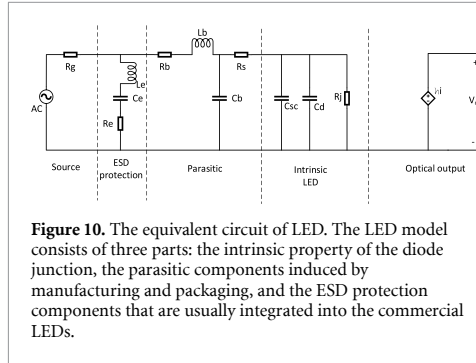 Lb
Rg
Rb
Rs
Le
AC
Ce
Re
Cb
Csc
Cd
Rj
+
-
Source
ESD
protection
Parasitic
Intrinsic
LED
Optical output
Figure 10. The equivalent circuit of LED. The LED model
consists of three parts: the intrinsic property of the diode
junction, the parasitic components induced by
manufacturing and packaging, and the ESD protection
components that are usually integrated into the commercial
LEDs.